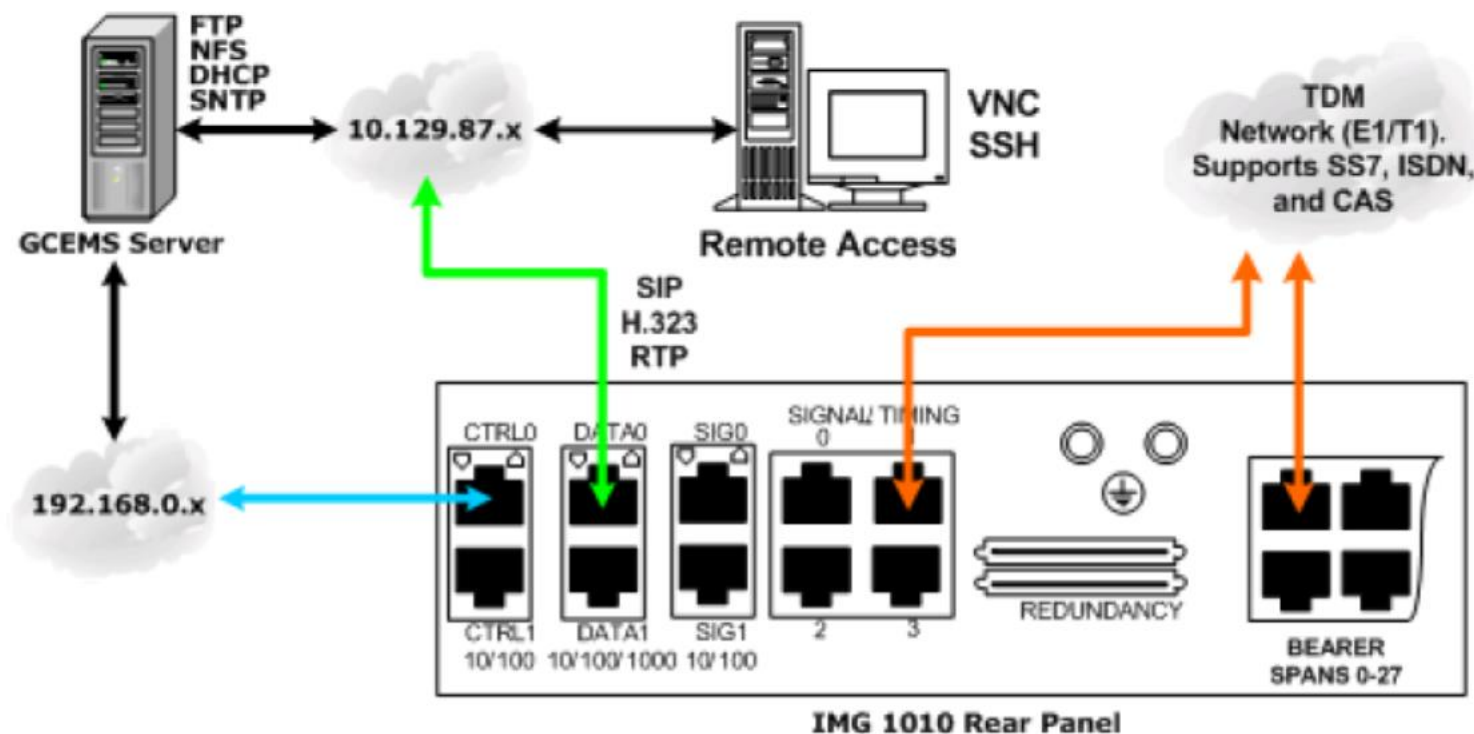 FTP
NFS
DHCP
SNTP
10.129.87.x
VNC
SSH
TDM
Network (E1/T1).
Supports SS7, ISDN,
and CAS
GCEMS Server
Remote Access
SIP
H.323
RTP
192.168.0.x
CTRL0
DATA0
SIG0
SIGNAL/ TIMING
0
CTRL1
10/100
DATA1
10/100/1000
SIG1
10/100
2
3
REDUNDANCY
BEARER
SPANS 0-27
IMG 1010 Rear Panel